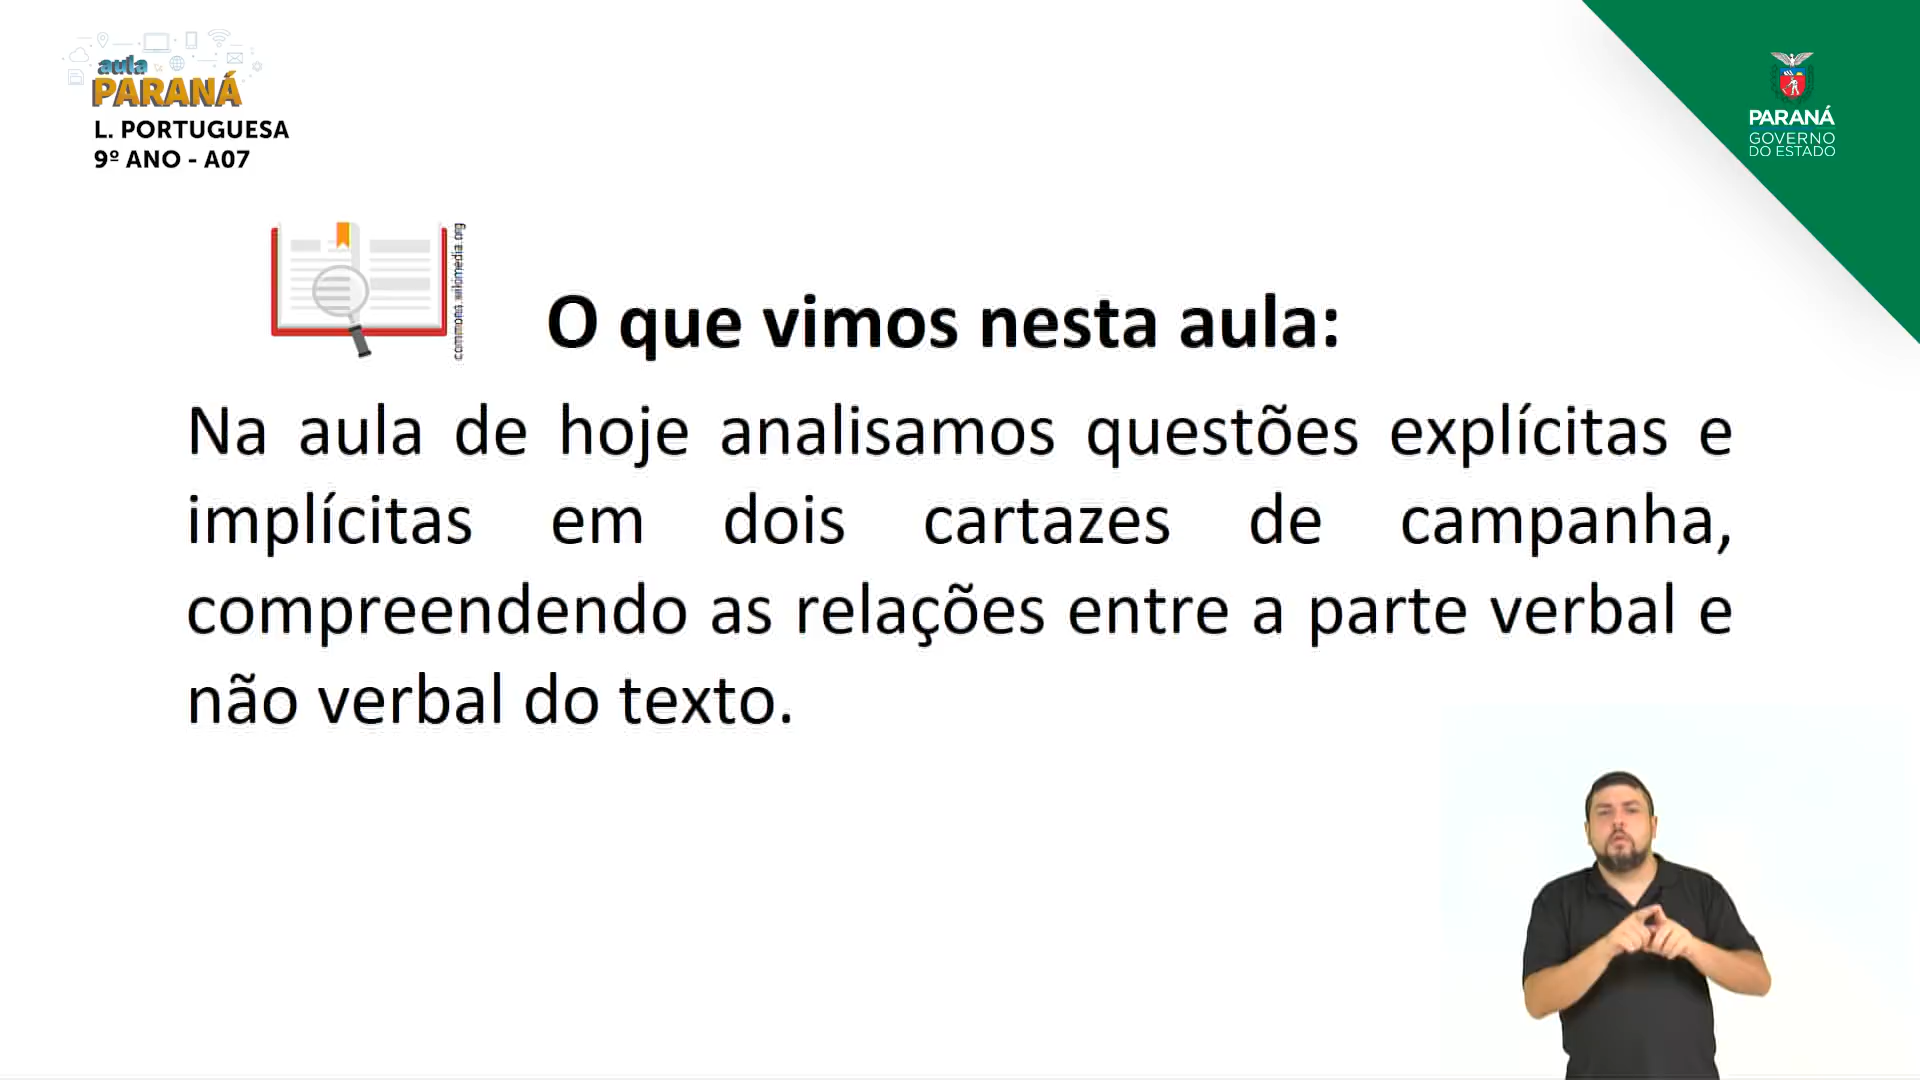 aula
PARANÁ
L. PORTUGUESA
9º ANO - A07
PARANÁ
GOVERNO
DO ESTADO
commons.wikimedia.org
O que vimos nesta aula:
Na aula de hoje analisamos questões explícitas e
implícitas em dois cartazes de campanha,
compreendendo as relações entre a parte verbal e
não verbal do texto.